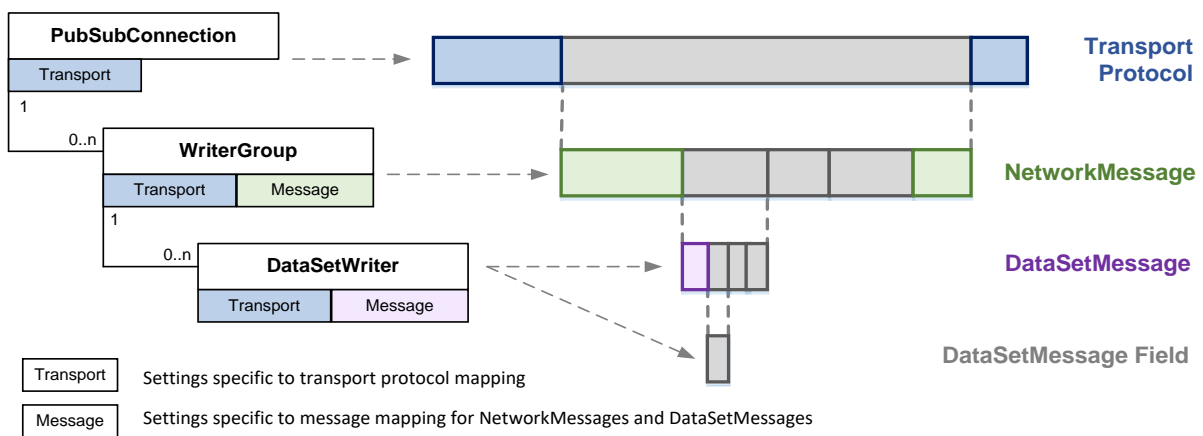 PubSubConnection
Transport
1
0..n
WriterGroup
Transport Message
1
0..n
DataSetWriter
Transport Message
Transport
Protocol
NetworkMessage
DataSetMessage
DataSetMessage Field
Transport Settings specific to transport protocol mapping
Message Settings specific to message mapping for NetworkMessages and DataSetMessages